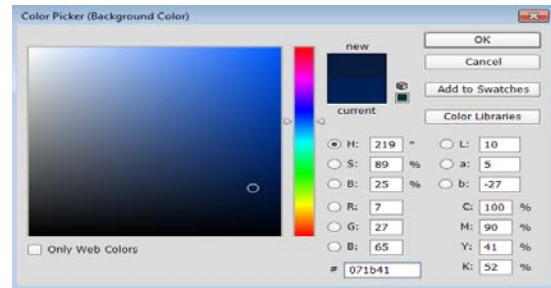 Color Picker (Background Color)
new
current
OK
Cancel
Add to Swatches
Color Libraries
H: 219 °
S: 89 %
B: 25 %
R: 7
G: 27
B: 65
# 071b41
L: 10
a: 5
b: -27
C: 100 %
M: 90 %
Y: 41 %
K: 52 %
Only Web Colors